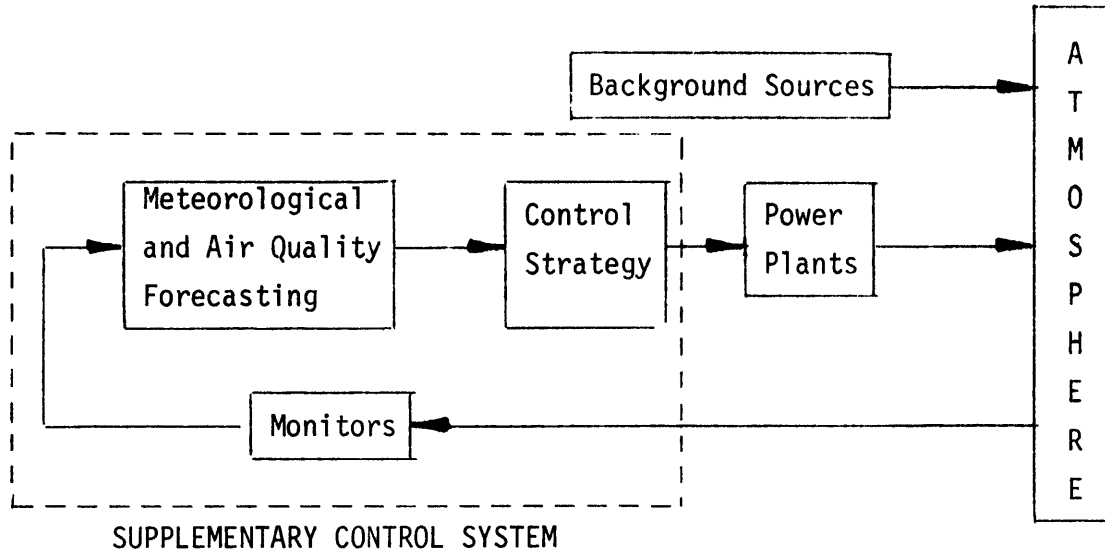 Background Sources
Meteorological
and Air Quality
Forecasting
Control
Strategy
Power
Plants
Monitors
A
T
M
O
S
P
H
E
R
E
SUPPLEMENTARY CONTROL SYSTEM